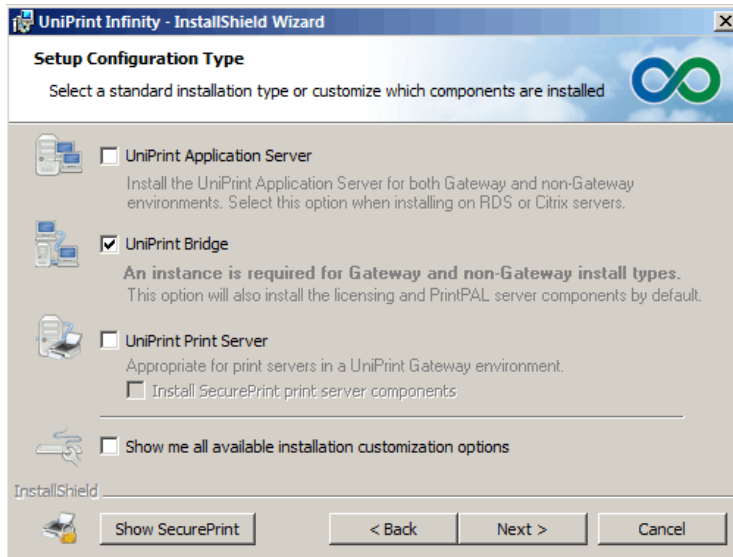 UniPrint Infinity - InstallShield Wizard
Setup Configuration Type
Select a standard installation type or customize which components are installed
UniPrint Application Server
Install the UniPrint Application Server for both Gateway and non-Gateway
environments. Select this option when installing on RDS or Citrix servers.
UniPrint Bridge
An instance is required for Gateway and non-Gateway install types.
This option will also install the licensing and PrintPAL server components by default.
UniPrint Print Server
Appropriate for print servers in a UniPrint Gateway environment.
Install SecurePrint print server components
Show me all available installation customization options
InstallShield
Show SecurePrint
< Back
Next >
Cancel